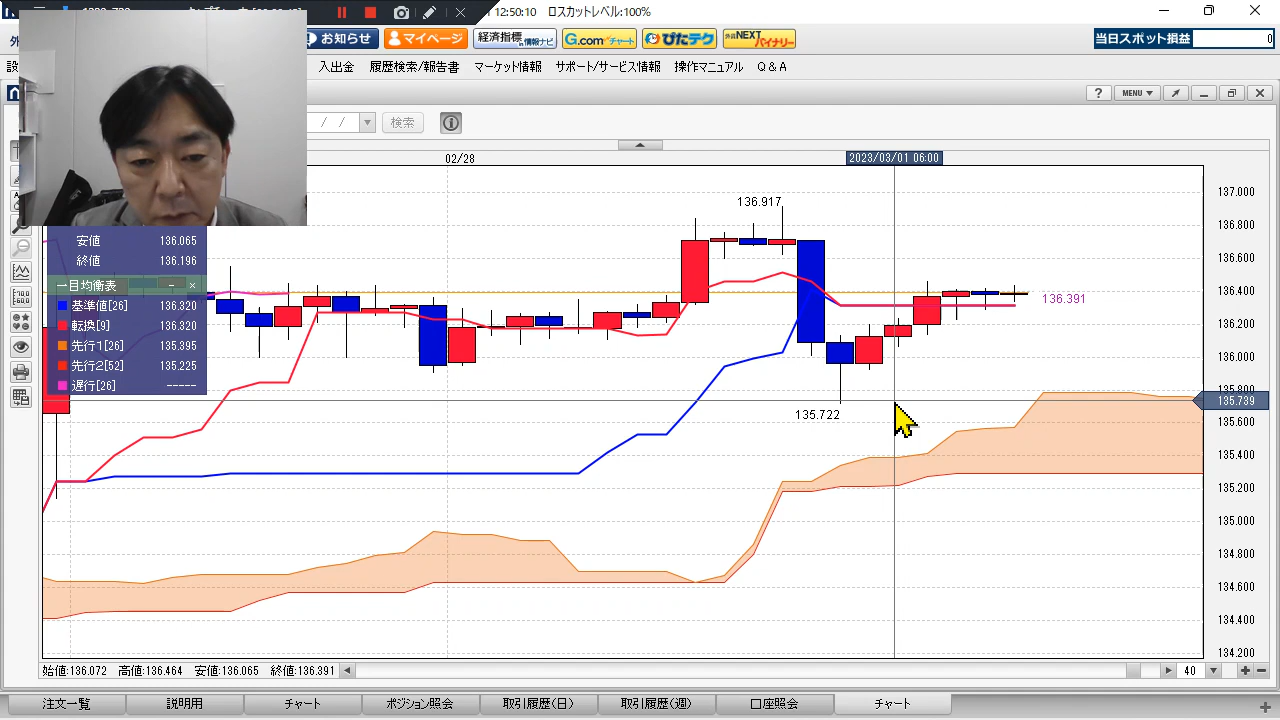 12:50:10 ロスカットレベル:100%
お知らせ
マイページ
経済指標 情報ナビ
G.comチャート
ぴたテク
外為NEXT バイナリー
当日スポット損益
0
入出金 履歴検索/報告書 マーケット情報 サポート/サービス情報 操作マニュアル Q&A
? MENU ▼
/ / 検索
02/28
2023/03/01 06:00
136.917
136.391
135.722
137.000
136.800
136.600
136.400
136.200
136.000
135.800
135.739
135.600
135.400
135.200
135.000
134.800
134.600
134.400
134.200
安値 136.065
終値 136.196
一目均衡表
基準値[26] 136.320
転換[9] 136.320
先行1[26] 135.395
先行2[52] 135.225
遅行[26] -----
始値:136.072 高値:136.464 安値:136.065 終値:136.391
40
注文一覧 説明用 チャート ポジション照会 取引履歴(日) 取引履歴(週) 口座照会 チャート